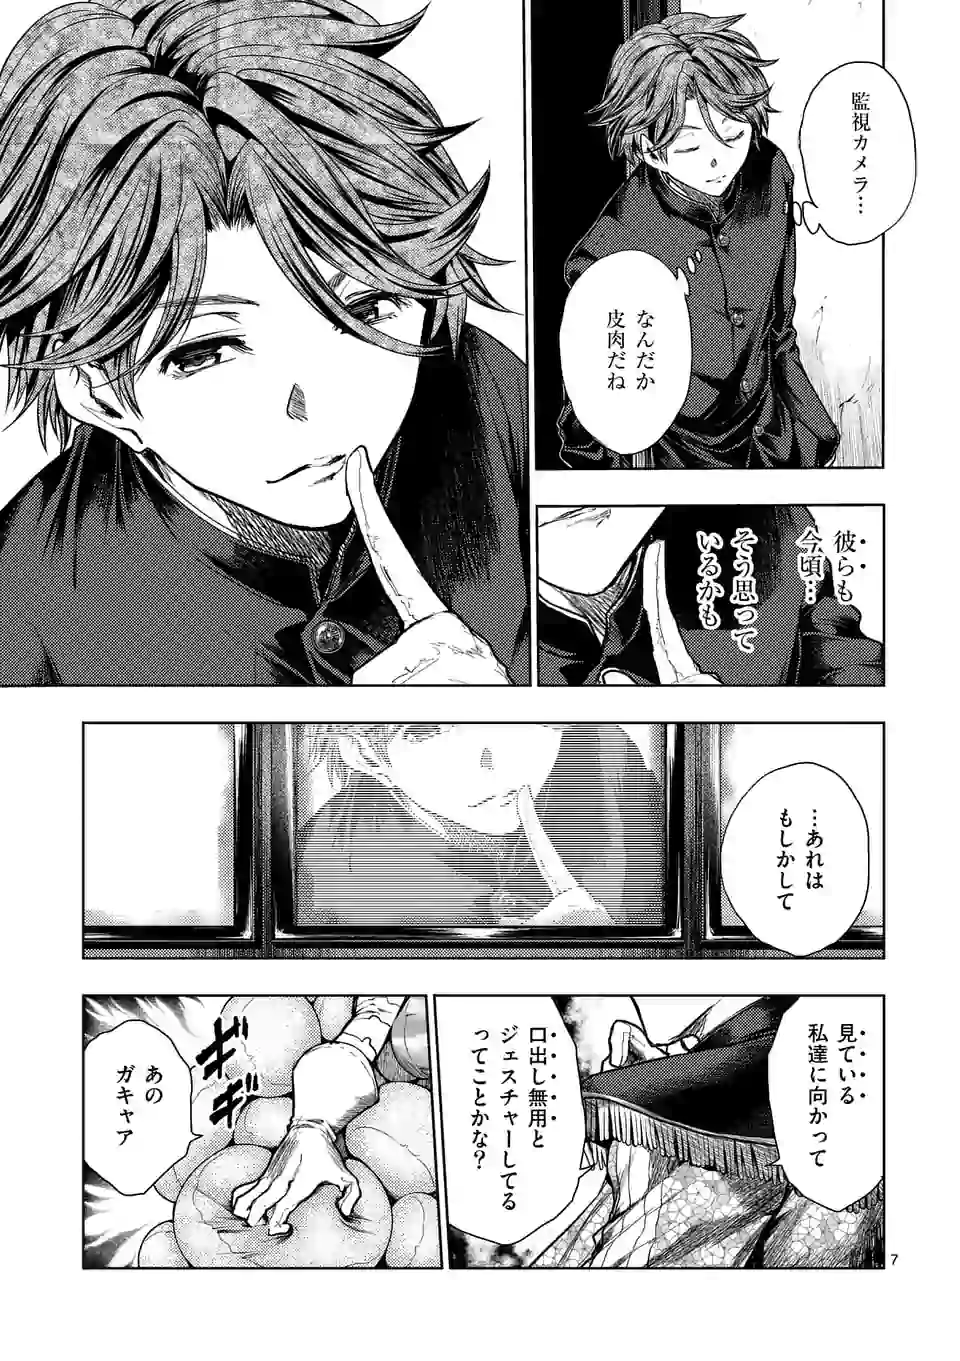 監視カメラ…
なんだか
皮肉だね
彼らも
今頃…
そう思って
いるかも
…あれは
もしかして
見ている
私達に向かって
口出し無用と
ジェスチャーしてる
ってことかな？
ギギ
あの
ガキャア
7